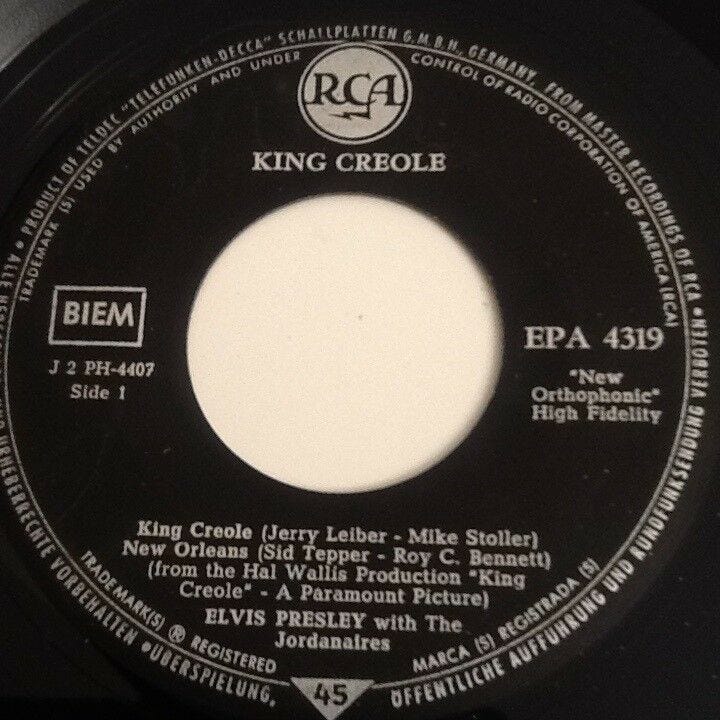 PRODUCT OF TELDEC "TELEFUNKEN-DECCA" SCHALLPLATTEN G.M.B.H., GERMANY, FROM MASTER RECORDINGS OF RCA •
TRADEMARK (S) USED BY AUTHORITY AND UNDER CONTROL OF RADIO CORPORATION OF AMERICA (RCA)
RCA
KING CREOLE
BIEM
J 2 PH-4407
Side 1
EPA 4319
"New
Orthophonic"
High Fidelity
King Creole (Jerry Leiber - Mike Stoller)
New Orleans (Sid Tepper - Roy C. Bennett)
(from the Hal Wallis Production "King
Creole" - A Paramount Picture)
ELVIS PRESLEY with The
Jordanaires
TRADEMARK(S) ® REGISTERED
MARCA (S) REGISTRADA (S)
45
• ALLE
VORBEHALTEN • ÜBERSPIELUNG,
ÖFFENTLICHE AUFFÜHRUNG UND RUNDFUNKSENDUNG VERBOTEN •